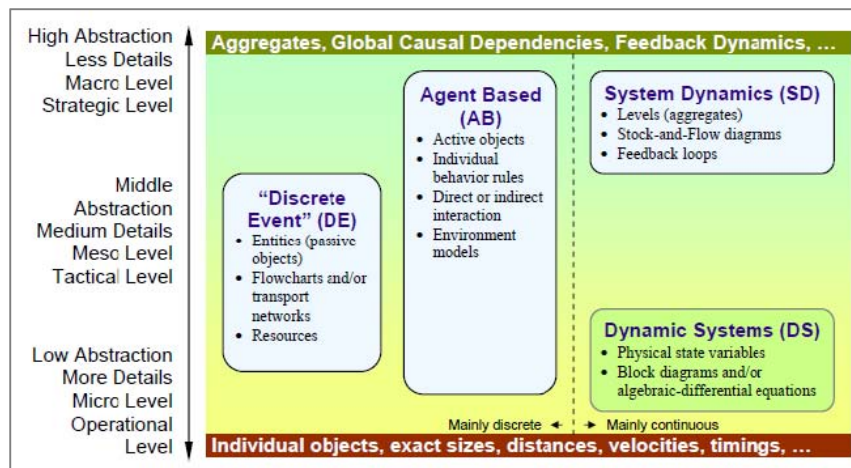 High Abstraction
Less Details
Macro Level
Strategic Level
Middle
Abstraction
Medium Details
Meso Level
Tactical Level
Low Abstraction
More Details
Micro Level
Operational
Level
Aggregates, Global Causal Dependencies, Feedback Dynamics, ...
“Discrete
Event” (DE)
• Entities (passive
objects)
• Flowcharts and/or
transport
networks
• Resources
Agent Based
(AB)
• Active objects
• Individual
behavior rules
• Direct or indirect
interaction
• Environment
models
System Dynamics (SD)
• Levels (aggregates)
• Stock-and-Flow diagrams
• Feedback loops
Dynamic Systems (DS)
• Physical state variables
• Block diagrams and/or
algebraic-differential equations
Mainly discrete
Mainly continuous
Individual objects, exact sizes, distances, velocities, timings, ...